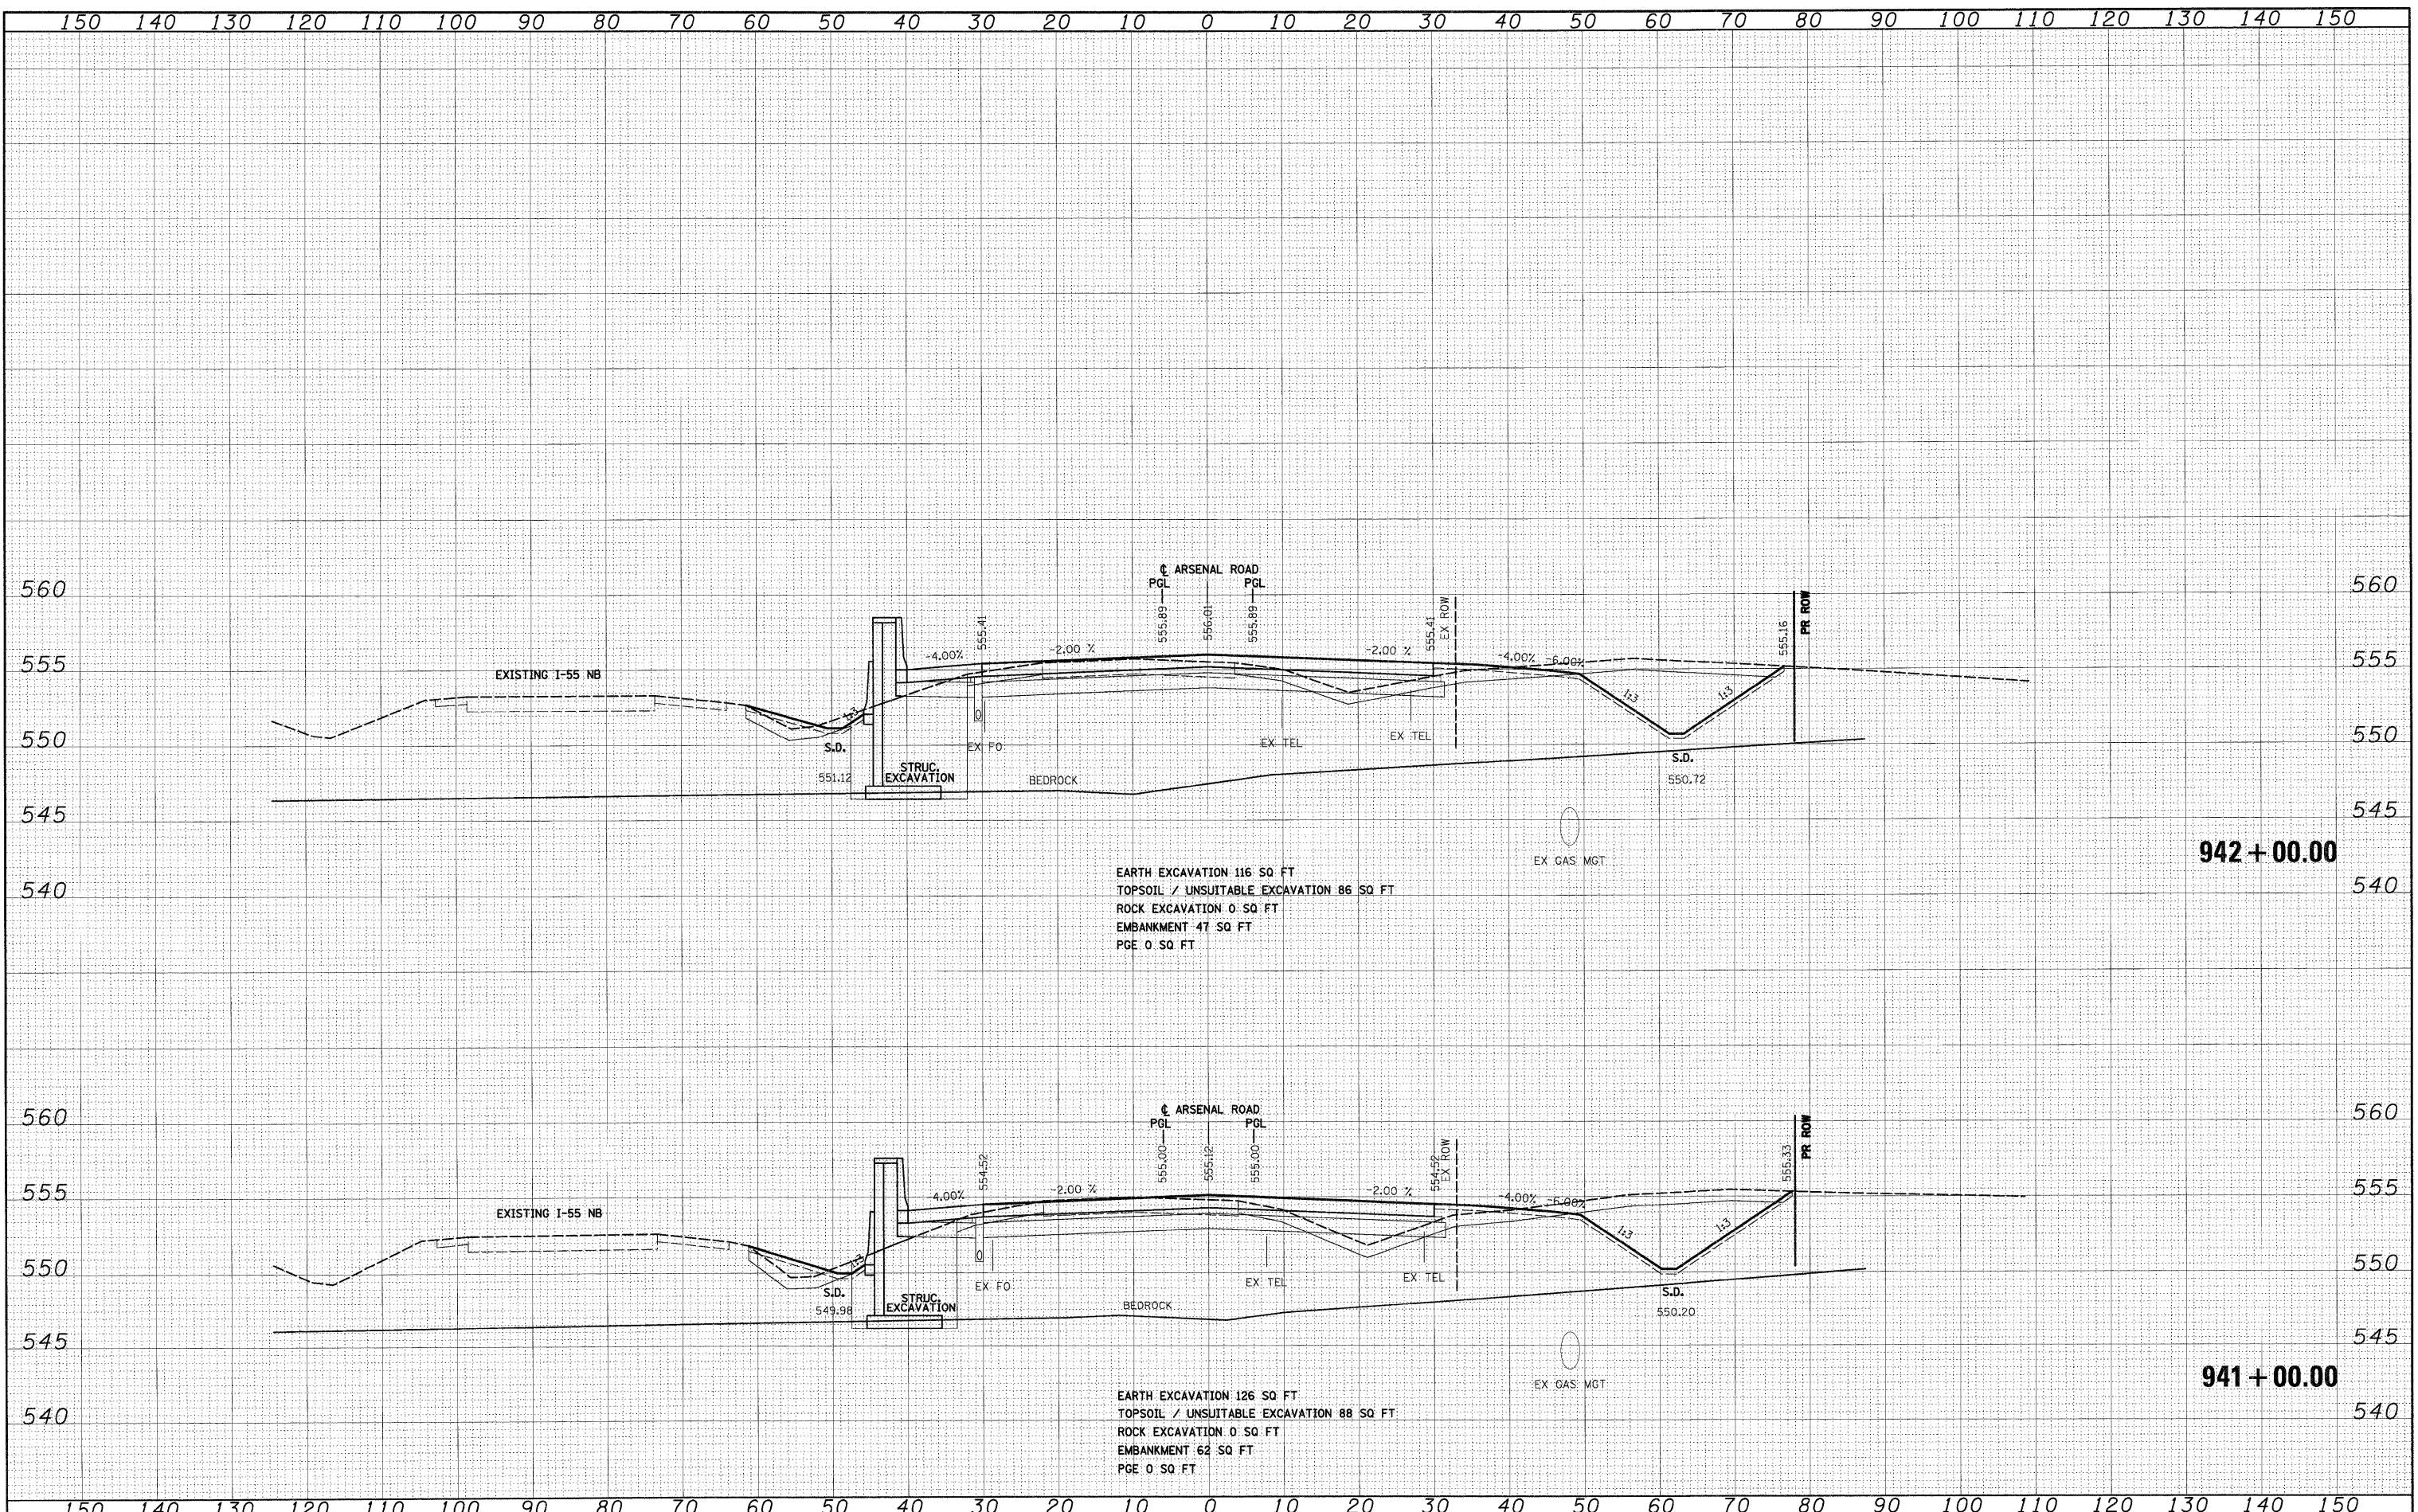 150 140 130 120 110 100 90 80 70 60 50 40 30 20 10 0 10 20 30 40 50 60 70 80 90 100 110 120 130 140 150
℄ ARSENAL ROAD
PGL PGL
560 560
555.41 555.89 556.01 555.89 555.41 EX ROW 555.16 PR ROW
-4.00% -2.00 % -2.00 % -4.00% -6.00%
555 555
EXISTING I-55 NB
1:3 1:3 1:3
550 550
S.D. EX FO EX TEL EX TEL S.D.
551.12 STRUC. EXCAVATION BEDROCK 550.72
545 545
EX GAS MGT
942+00.00
540 540
EARTH EXCAVATION 116 SQ FT
TOPSOIL / UNSUITABLE EXCAVATION 86 SQ FT
ROCK EXCAVATION 0 SQ FT
EMBANKMENT 47 SQ FT
PGE 0 SQ FT
℄ ARSENAL ROAD
PGL PGL
560 560
554.52 555.00 555.12 555.00 554.52 EX ROW 555.33 PR ROW
4.00% -2.00 % -2.00 % -4.00% -6.00%
555 555
EXISTING I-55 NB
1:3 1:3 1:3
550 550
S.D. EX FO EX TEL EX TEL S.D.
549.98 STRUC. EXCAVATION BEDROCK 550.20
545 545
EX GAS MGT
941+00.00
540 540
EARTH EXCAVATION 126 SQ FT
TOPSOIL / UNSUITABLE EXCAVATION 88 SQ FT
ROCK EXCAVATION 0 SQ FT
EMBANKMENT 62 SQ FT
PGE 0 SQ FT
150 140 130 120 110 100 90 80 70 60 50 40 30 20 10 0 10 20 30 40 50 60 70 80 90 100 110 120 130 140 150